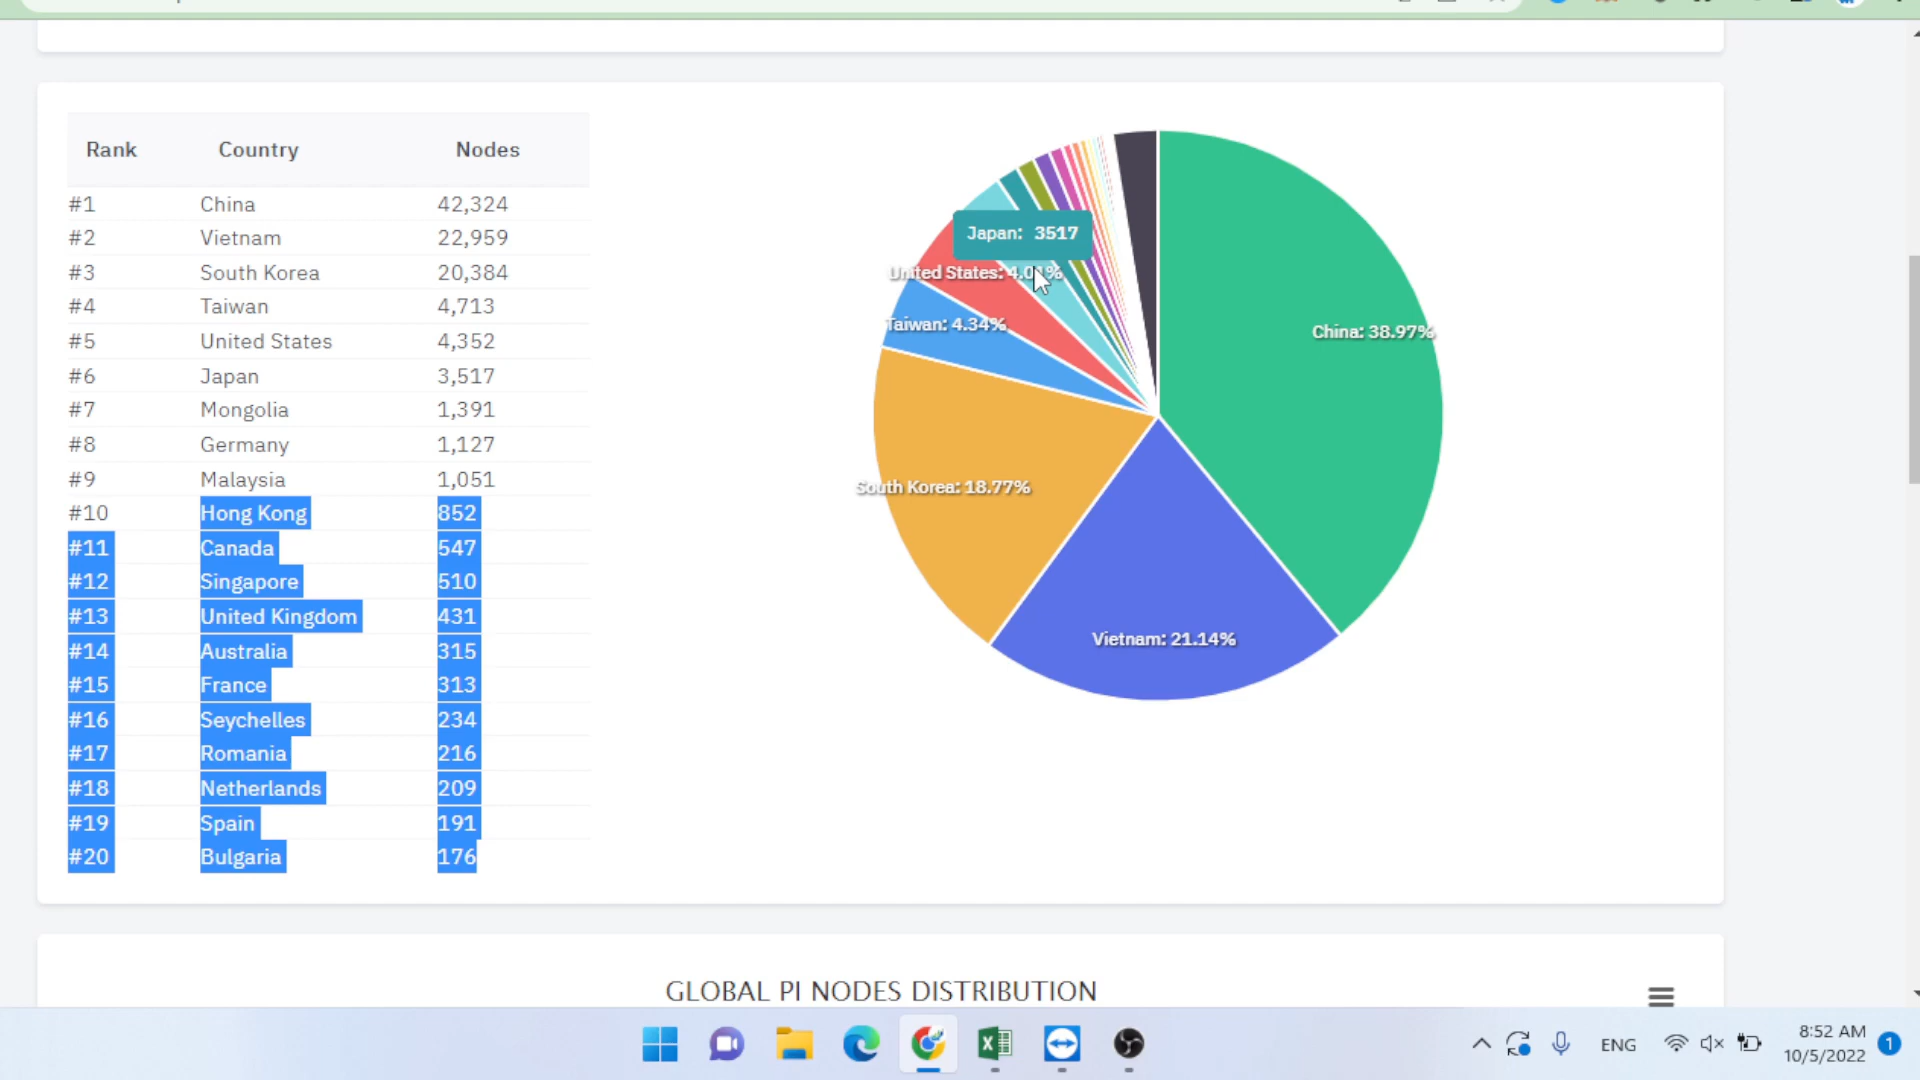 Rank Country Nodes
#1 China 42,324
#2 Vietnam 22,959
#3 South Korea 20,384
#4 Taiwan 4,713
#5 United States 4,352
#6 Japan 3,517
#7 Mongolia 1,391
#8 Germany 1,127
#9 Malaysia 1,051
#10 Hong Kong 852
#11 Canada 547
#12 Singapore 510
#13 United Kingdom 431
#14 Australia 315
#15 France 313
#16 Seychelles 234
#17 Romania 216
#18 Netherlands 209
#19 Spain 191
#20 Bulgaria 176
Japan: 3517
United States: 4.01%
Taiwan: 4.34%
China: 38.97%
South Korea: 18.77%
Vietnam: 21.14%
GLOBAL PI NODES DISTRIBUTION
ENG
8:52 AM
10/5/2022
1